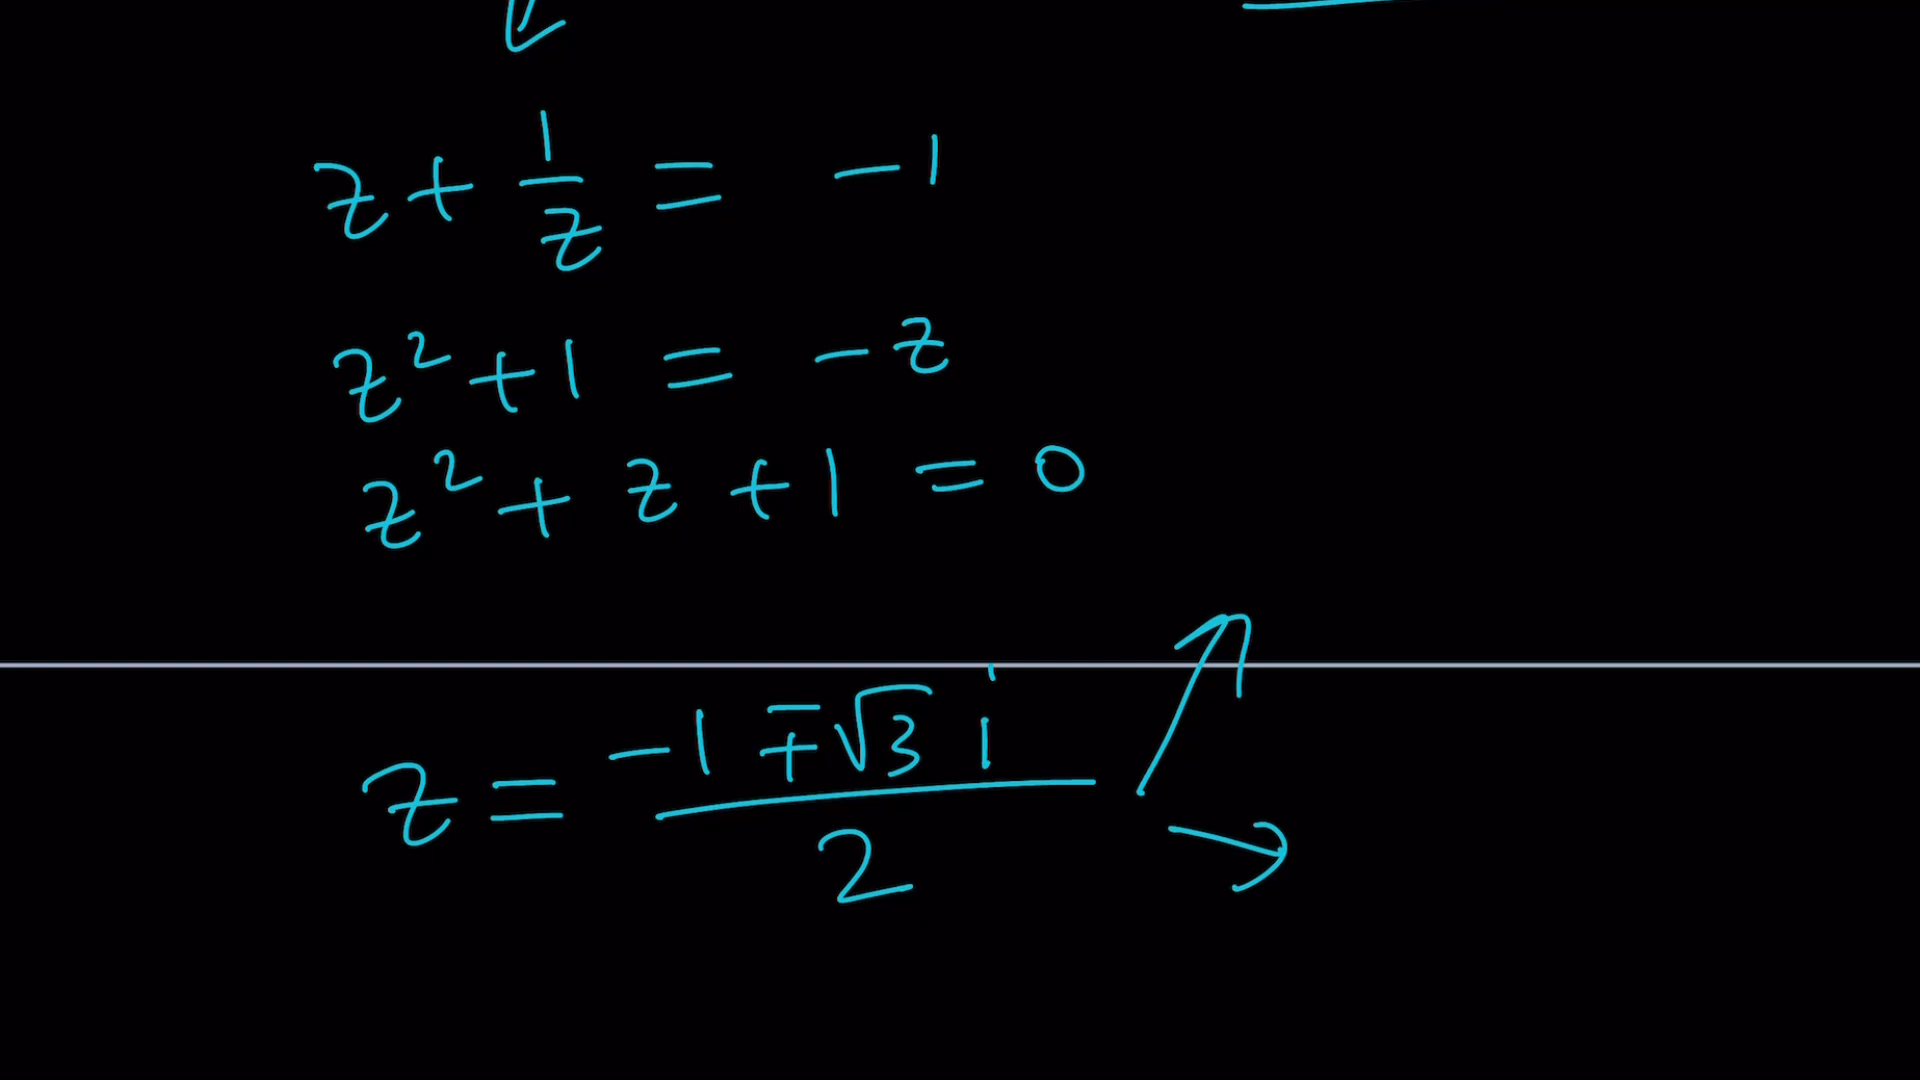 z + 1/z = -1
z² + 1 = -z
z² + z + 1 = 0
z = (-1 ∓ √3 i)/2